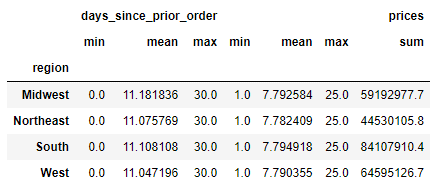 days_since_prior_order prices
min mean max min mean max sum
region
Midwest 0.0 11.181836 30.0 1.0 7.792584 25.0 59192977.7
Northeast 0.0 11.075769 30.0 1.0 7.782409 25.0 44530105.8
South 0.0 11.108108 30.0 1.0 7.794918 25.0 84107910.4
West 0.0 11.047196 30.0 1.0 7.790355 25.0 64595126.7